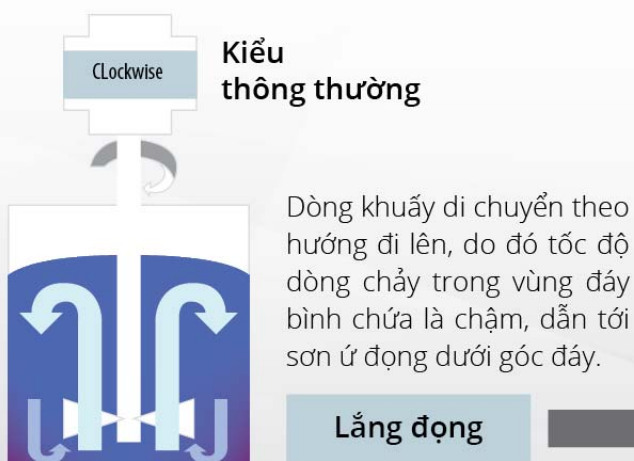 CLockwise
Kiểu
thông thường
Dòng khuấy di chuyển theo
hướng đi lên, do đó tốc độ
dòng chảy trong vùng đáy
bình chứa là chậm, dẫn tới
sơn ứ đọng dưới góc đáy.
Lắng đọng